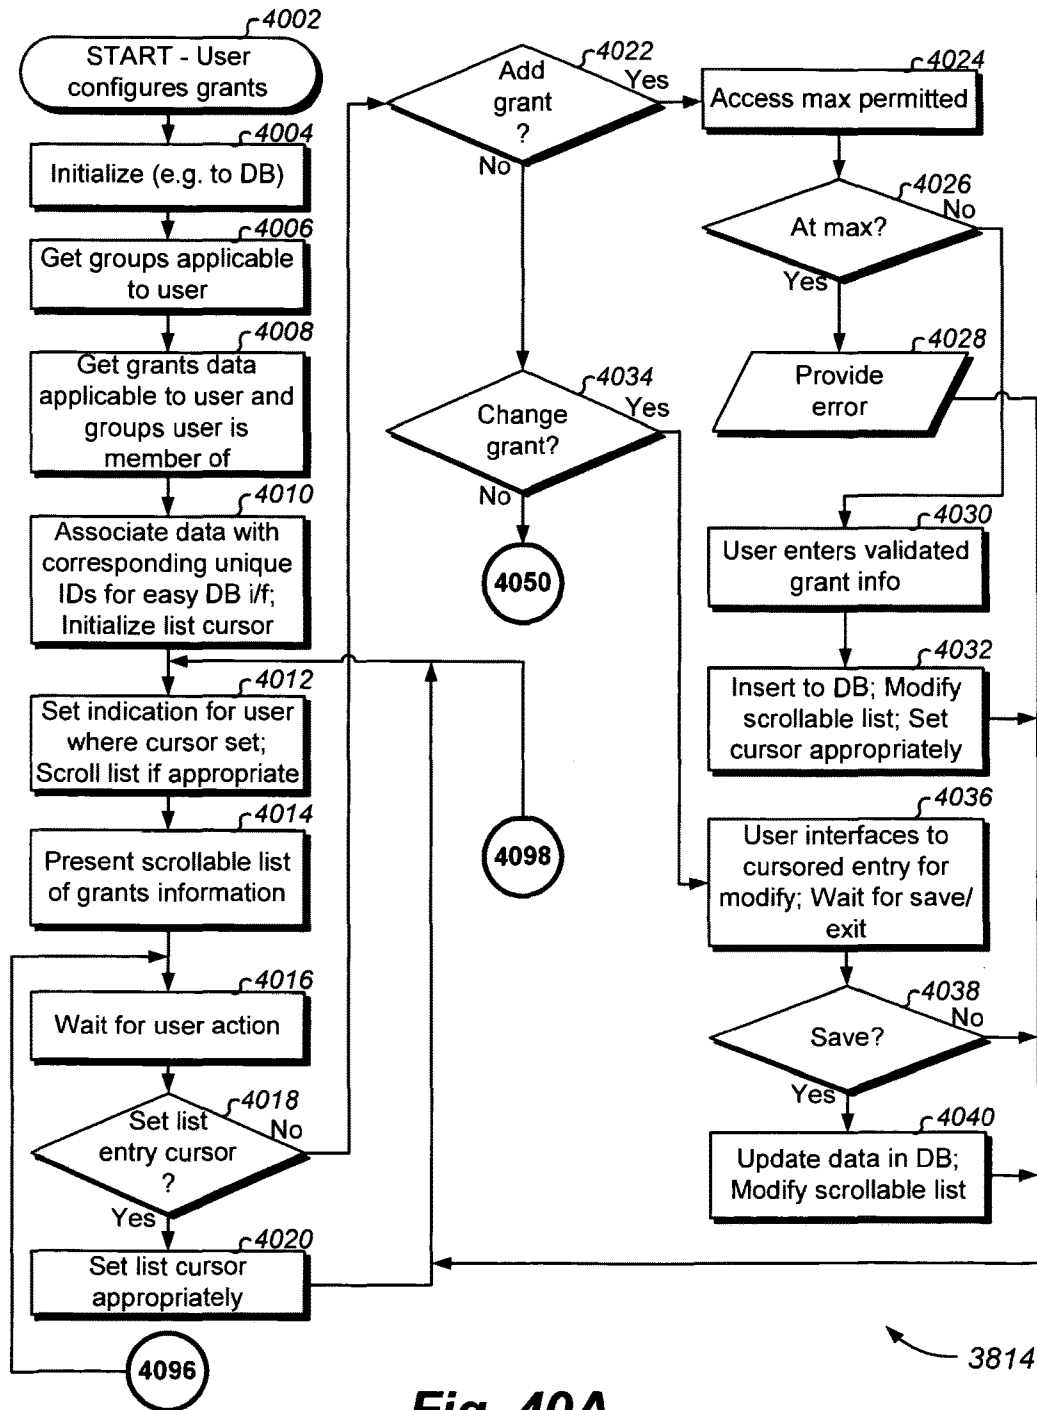 4002
START - User
configures grants
4004
Initialize (e.g. to DB)
4006
Get groups applicable
to user
4008
Get grants data
applicable to user and
groups user is
member of
4010
Associate data with
corresponding unique
IDs for easy DB i/f;
Initialize list cursor
4012
Set indication for user
where cursor set;
Scroll list if appropriate
4014
Present scrollable list
of grants information
4016
Wait for user action
4018
Set list
entry cursor
?
No
Yes
4020
Set list cursor
appropriately
4096
4022
Add
grant
?
Yes
No
4034
Change
grant?
Yes
No
4050
4098
4024
Access max permitted
4026
At max?
No
Yes
4028
Provide
error
4030
User enters validated
grant info
4032
Insert to DB; Modify
scrollable list; Set
cursor appropriately
4036
User interfaces to
cursored entry for
modify; Wait for save/
exit
4038
Save?
No
Yes
4040
Update data in DB;
Modify scrollable list
3814
Fig. 40A